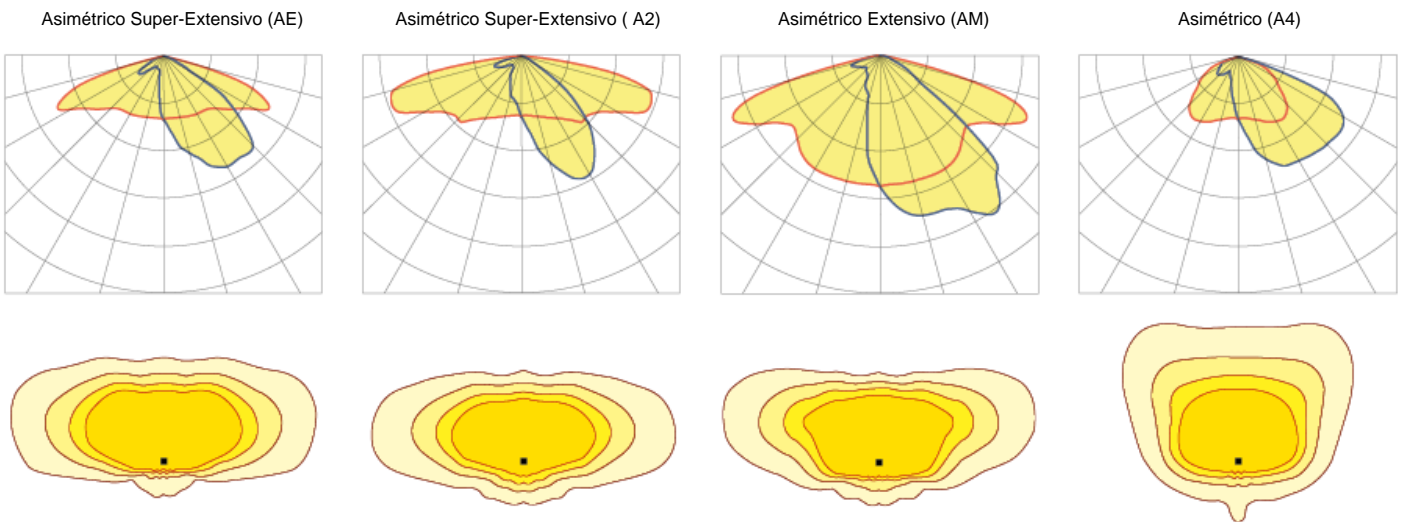 Asimétrico Super-Extensivo (AE)
Asimétrico Super-Extensivo ( A2)
Asimétrico Extensivo (AM)
Asimétrico (A4)